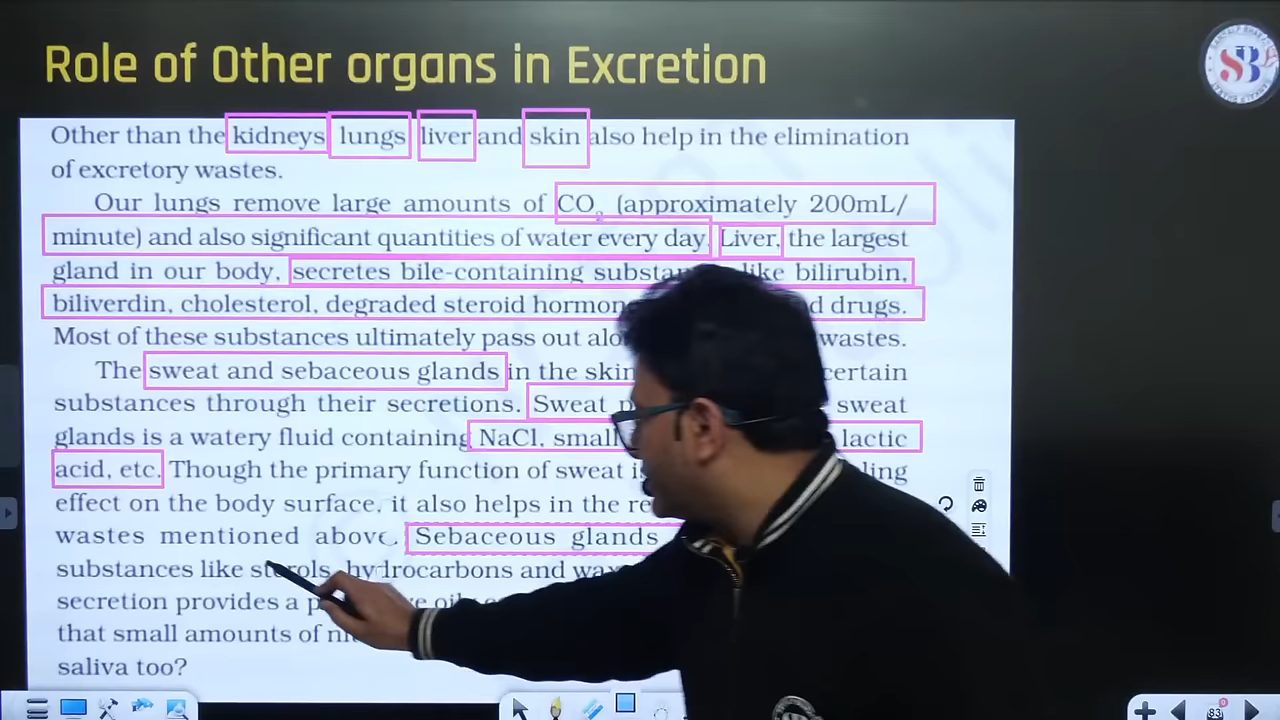 Role of Other organs in Excretion
SB
Other than the kidneys, lungs, liver and skin also help in the elimination
of excretory wastes.
Our lungs remove large amounts of CO₂ (approximately 200mL/
minute) and also significant quantities of water every day. Liver, the largest
gland in our body, secretes bile-containing like bilirubin,
biliverdin, cholesterol, degraded steroid drugs.
Most of these substances ultimately pass out wastes.
The sweat and sebaceous glands in the skin certain
substances through their secretions. Sweat sweat
glands is a watery fluid containing NaCl, small lactic
acid, etc. Though the primary function of sweat
effect on the body surface, it also helps in the
wastes mentioned above. Sebaceous glands
substances like sterols, hydrocarbons and
secretion provides a
that small amounts of
saliva too?
83